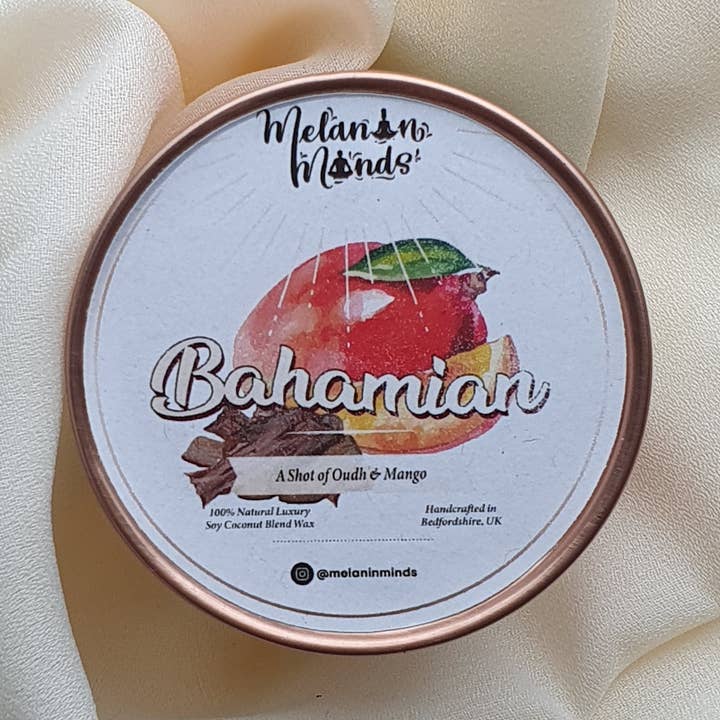 Melanin
Minds
Bahamian
A Shot of Oudh & Mango
100% Natural Luxury
Soy Coconut Blend Wax
Handcrafted in
Bedfordshire, UK
@melaninminds